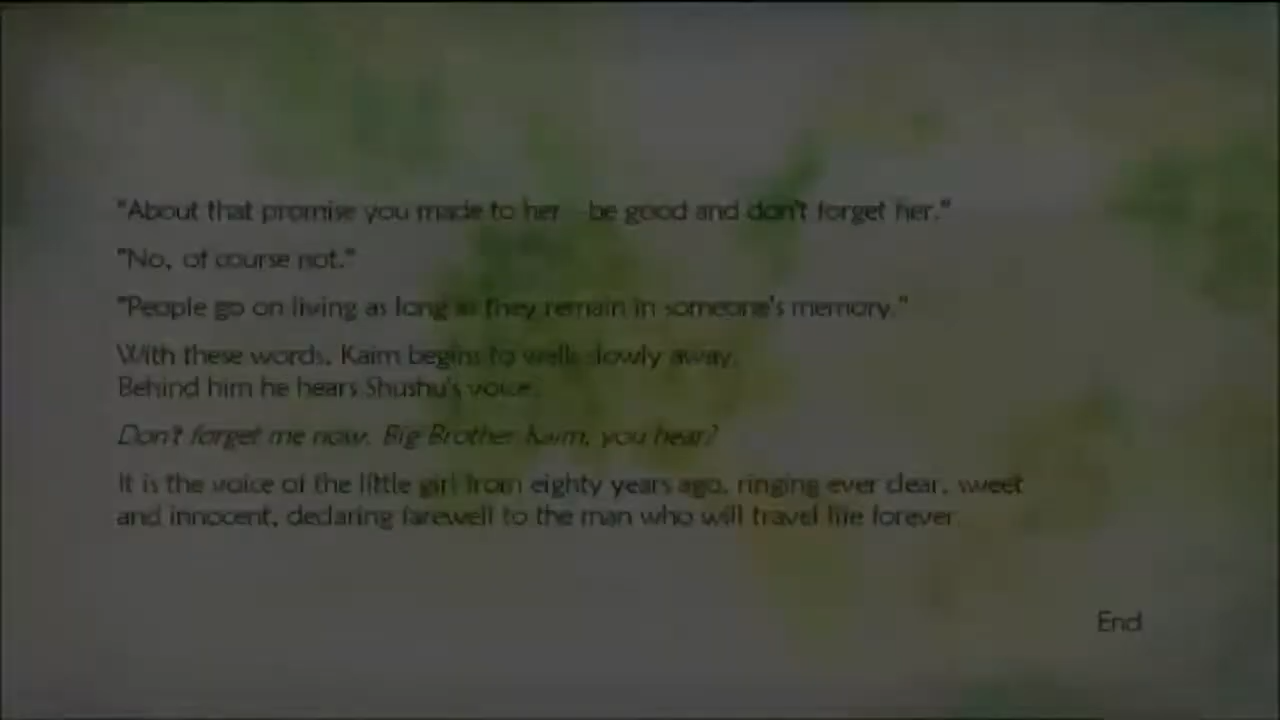 "About that promise you made to her - be good and don't forget her."
"No, of course not."
"People go on living as long as they remain in someone's memory."
With these words, Kaim begins to walk slowly away.
Behind him he hears Shushu's voice.
Don't forget me now, Big Brother Kaim, you hear?
It is the voice of the little girl from eighty years ago, ringing ever clear, sweet
and innocent, declaring farewell to the man who will travel life forever.
End